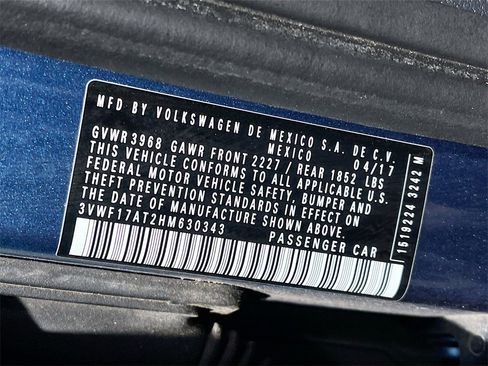 MFD BY VOLKSWAGEN DE MEXICO S.A. DE C.V.
MEXICO 04/17
GVWR 3968 GAWR FRONT 2227 / REAR 1852 LBS
THIS VEHICLE CONFORMS TO ALL APPLICABLE U.S.
FEDERAL MOTOR VEHICLE SAFETY, BUMPER AND
THEFT PREVENTION STANDARDS IN EFFECT ON
THE DATE OF MANUFACTURE SHOWN ABOVE.
3VWF17AT2HM630343 PASSENGER CAR
1519224 3242 M